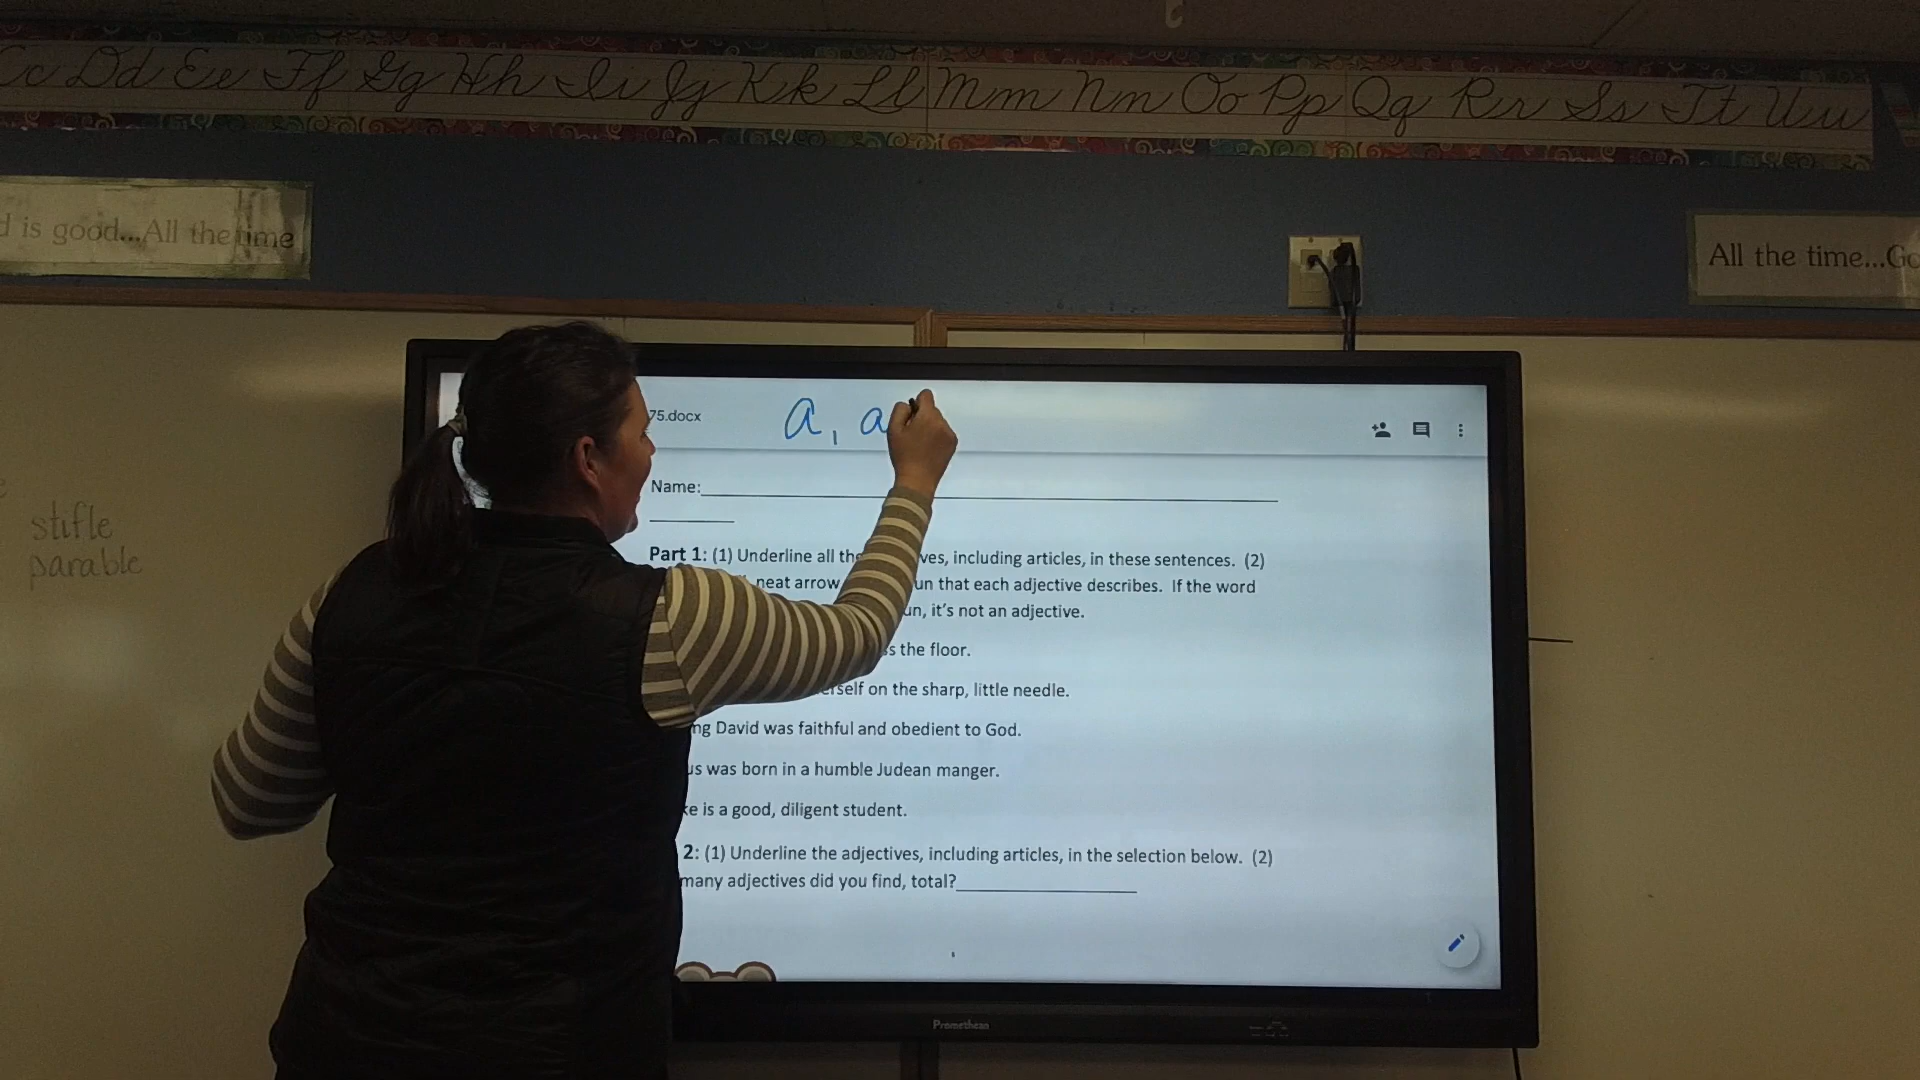 Cc Dd Ee Ff Gg Hh Ii Jj Kk Ll Mm Nn Oo Pp Qq Rr Ss Tt Uu
is good...All the time
All the time...Go
stifle
parable
75.docx
a, a
Name:
Part 1: (1) Underline all the ves, including articles, in these sentences. (2)
neat arrow un that each adjective describes. If the word
un, it's not an adjective.
ss the floor.
erself on the sharp, little needle.
ng David was faithful and obedient to God.
us was born in a humble Judean manger.
ke is a good, diligent student.
2: (1) Underline the adjectives, including articles, in the selection below. (2)
many adjectives did you find, total?
Promethean